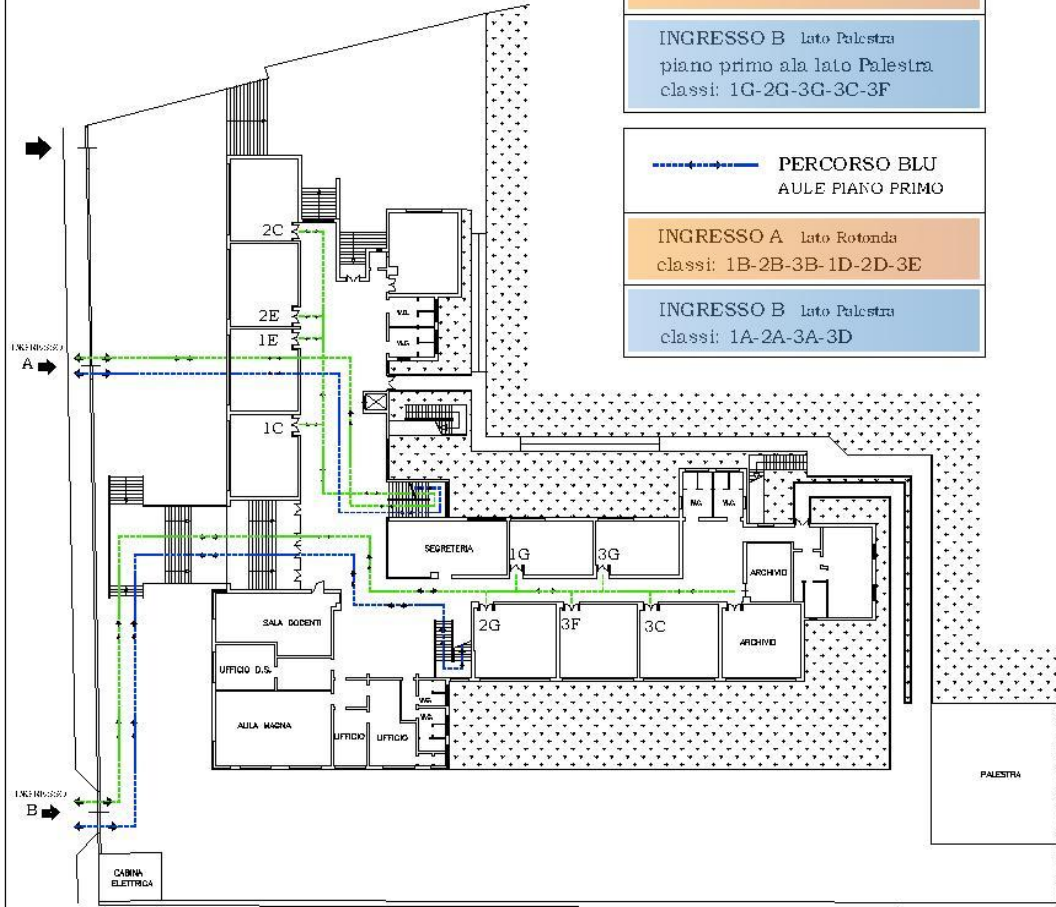 INGRESSO B lato Palestra
piano primo ala lato Palestra
classi: 1G-2G-3G-3C-3F
PERCORSO BLU
AULE PIANO PRIMO
INGRESSO A lato Rotonda
classi: 1B-2B-3B-1D-2D-3E
INGRESSO B lato Palestra
classi: 1A-2A-3A-3D
2C
2E
1E
W.C.
W.C.
INGRESSO
A
1C
W.C.
W.C.
SEGRETERIA
1G
3G
ARCHIVIO
2G
3F
3C
ARCHIVIO
SALA DOCENTI
UFFICIO D.S.
AULA MAGNA
UFFICIO
UFFICIO
W.C.
W.C.
PALESTRA
INGRESSO
B
CABINA
ELETTRICA